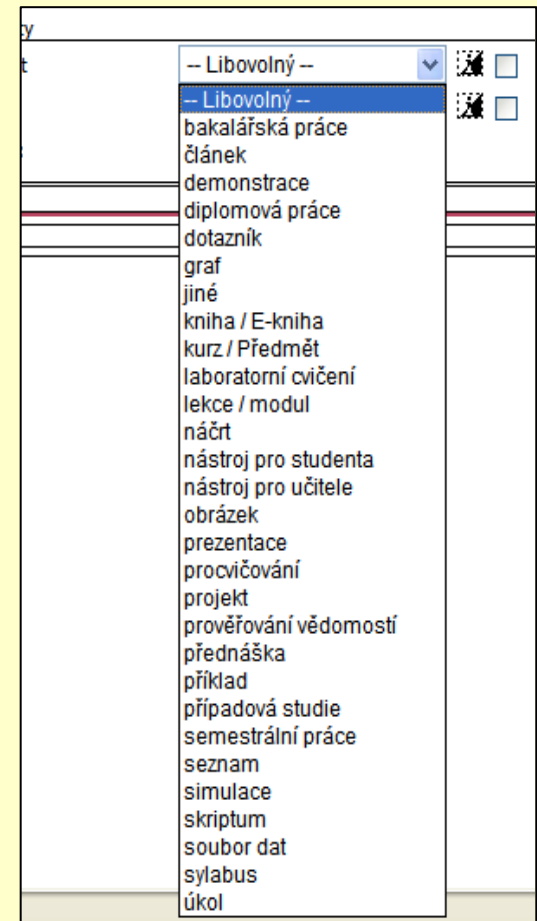 ty
t
-- Libovolný --
-- Libovolný --
bakalářská práce
článek
demonstrace
diplomová práce
dotazník
graf
jiné
kniha / E-kniha
kurz / Předmět
laboratorní cvičení
lekce / modul
náčrt
nástroj pro studenta
nástroj pro učitele
obrázek
prezentace
procvičování
projekt
prověřování vědomostí
přednáška
příklad
případová studie
semestrální práce
seznam
simulace
skriptum
soubor dat
sylabus
úkol